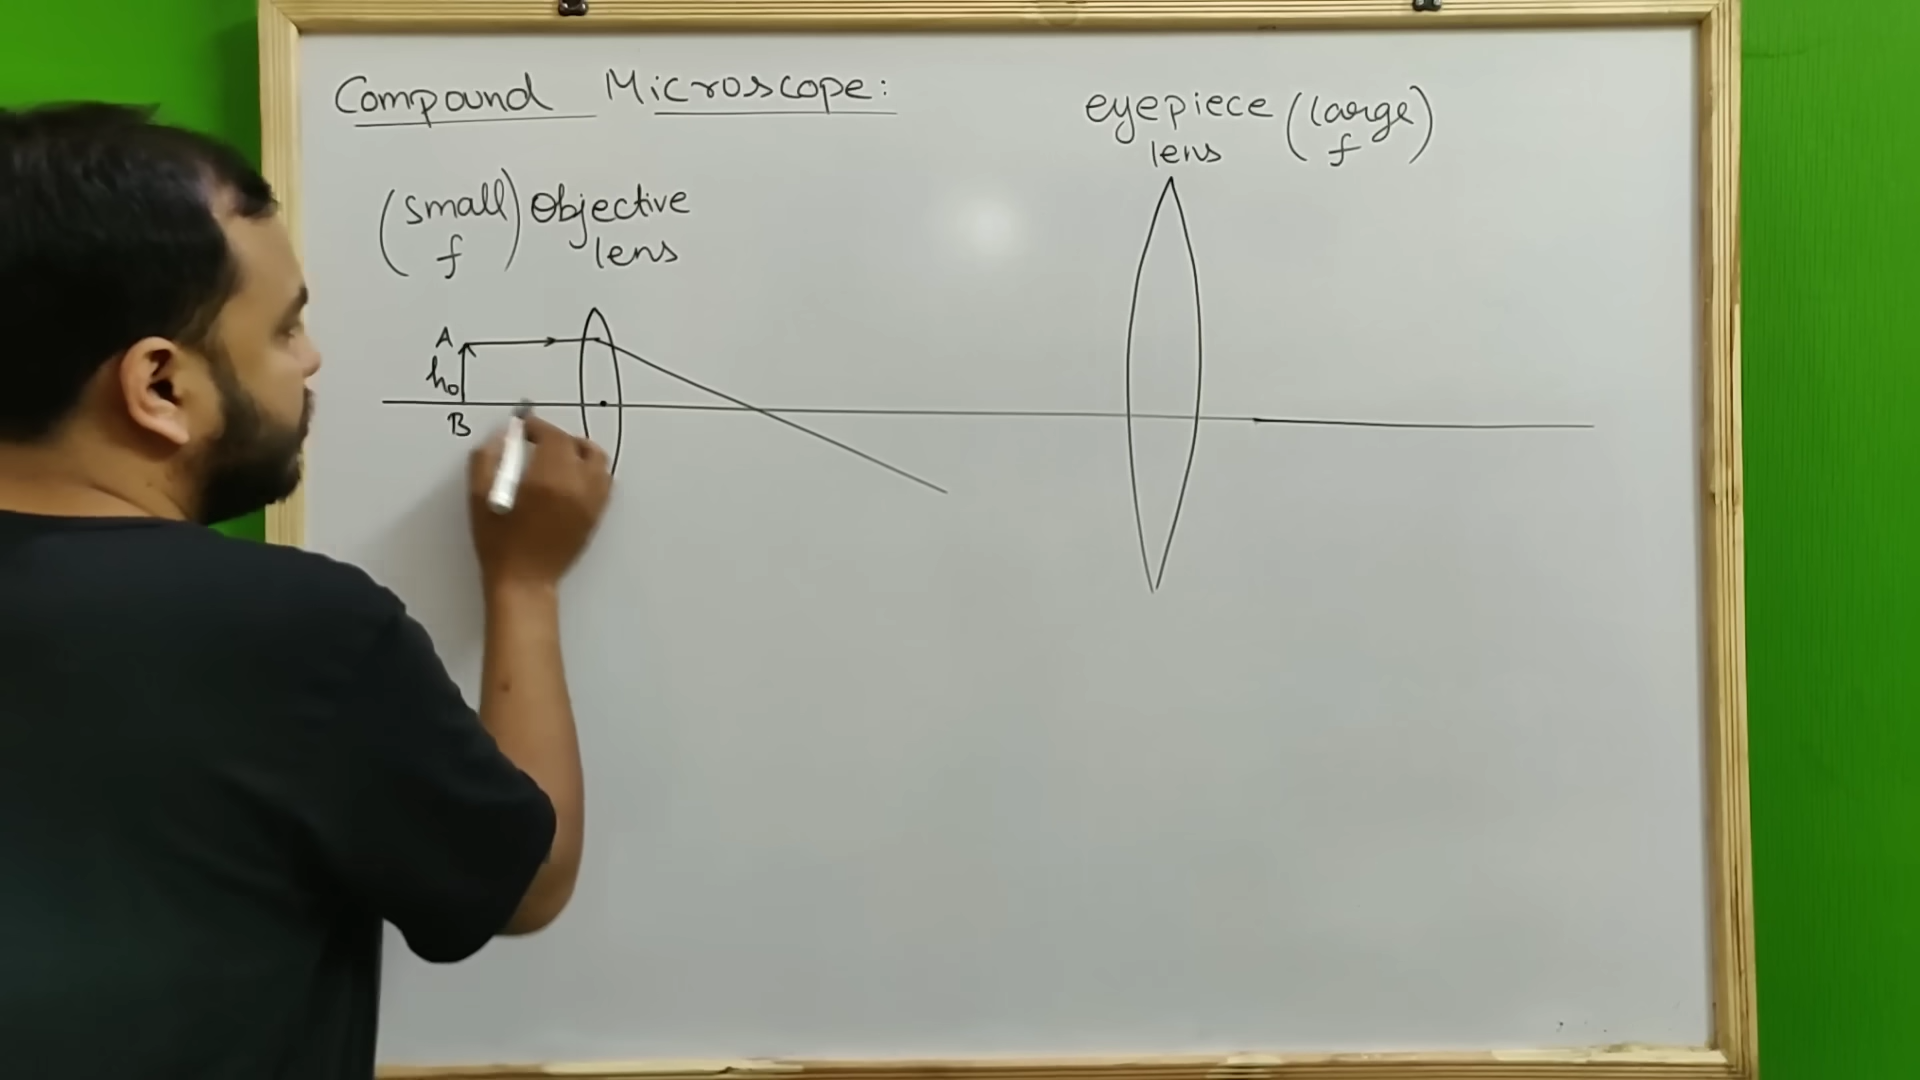 Compound Microscope:
eyepiece (large)
lens f
(small) Objective
f lens
A
ho
B